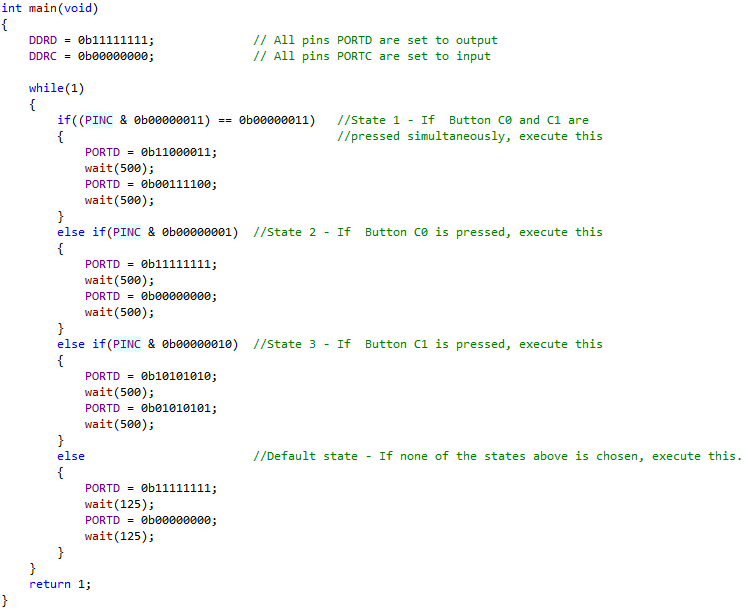 int main(void)
{
    DDRD = 0b11111111;                  // All pins PORTD are set to output
    DDRC = 0b00000000;                  // All pins PORTC are set to input

    while(1)
    {
        if((PINC & 0b00000011) == 0b00000011)   //State 1 - If  Button C0 and C1 are
        {                                       //pressed simultaneously, execute this
            PORTD = 0b11000011;
            wait(500);
            PORTD = 0b00111100;
            wait(500);
        }
        else if(PINC & 0b00000001)  //State 2 - If  Button C0 is pressed, execute this
        {
            PORTD = 0b11111111;
            wait(500);
            PORTD = 0b00000000;
            wait(500);
        }
        else if(PINC & 0b00000010)  //State 3 - If  Button C1 is pressed, execute this
        {
            PORTD = 0b10101010;
            wait(500);
            PORTD = 0b01010101;
            wait(500);
        }
        else                        //Default state - If none of the states above is chosen, execute this.
        {
            PORTD = 0b11111111;
            wait(125);
            PORTD = 0b00000000;
            wait(125);
        }
    }
    return 1;
}